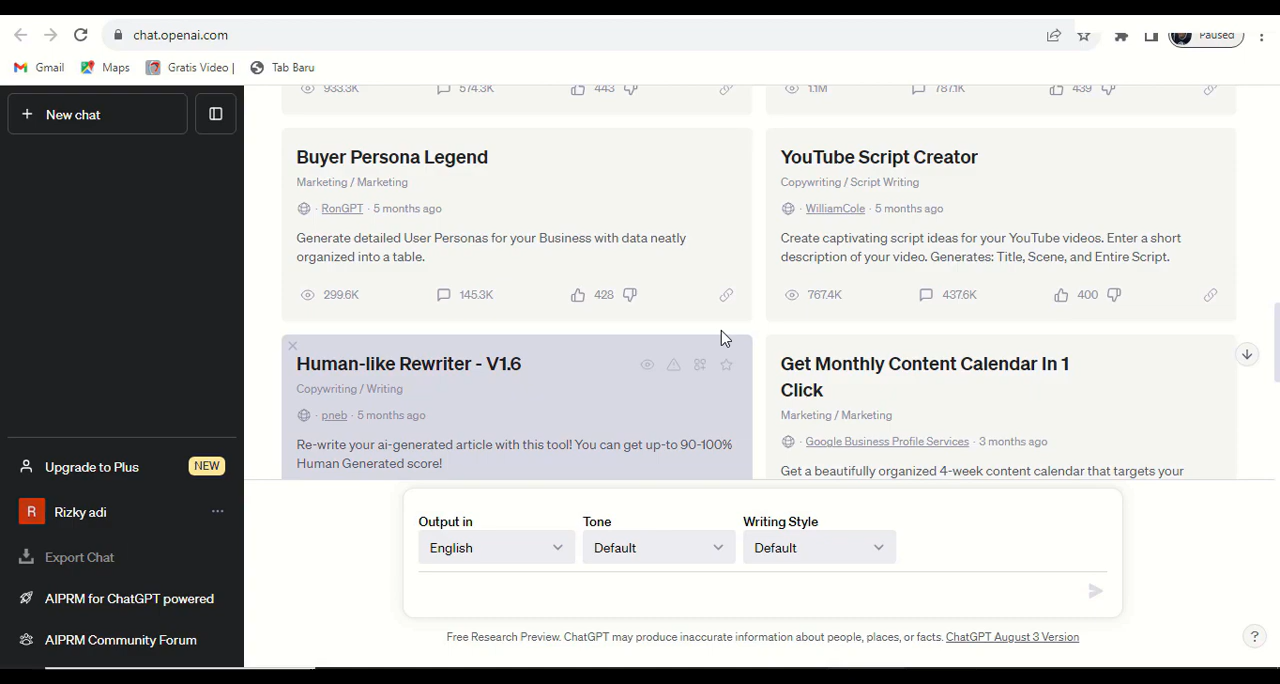 chat.openai.com
Paused
Gmail
Maps
Gratis Video |
Tab Baru
New chat
933.3K
574.3K
443
1.1M
787.1K
439
Buyer Persona Legend
Marketing / Marketing
· RonGPT · 5 months ago
Generate detailed User Personas for your Business with data neatly
organized into a table.
299.6K
145.3K
428
YouTube Script Creator
Copywriting / Script Writing
· WilliamCole · 5 months ago
Create captivating script ideas for your YouTube videos. Enter a short
description of your video. Generates: Title, Scene, and Entire Script.
767.4K
437.6K
400
Human-like Rewriter - V1.6
Copywriting / Writing
· pneb · 5 months ago
Re-write your ai-generated article with this tool! You can get up-to 90-100%
Human Generated score!
Get Monthly Content Calendar In 1
Click
Marketing / Marketing
· Google Business Profile Services · 3 months ago
Get a beautifully organized 4-week content calendar that targets your
Upgrade to Plus
NEW
R
Rizky adi
Export Chat
AIPRM for ChatGPT powered
AIPRM Community Forum
Output in
Tone
Writing Style
English
Default
Default
Free Research Preview. ChatGPT may produce inaccurate information about people, places, or facts. ChatGPT August 3 Version
?